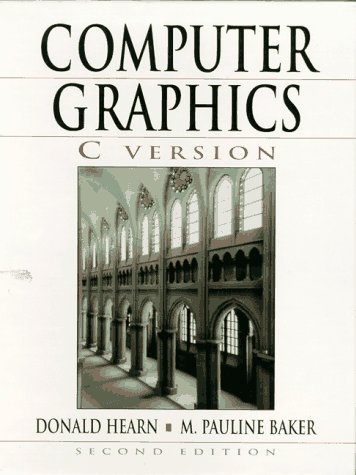 COMPUTER
GRAPHICS
C VERSION
DONALD HEARN ■ M. PAULINE BAKER
SECOND EDITION